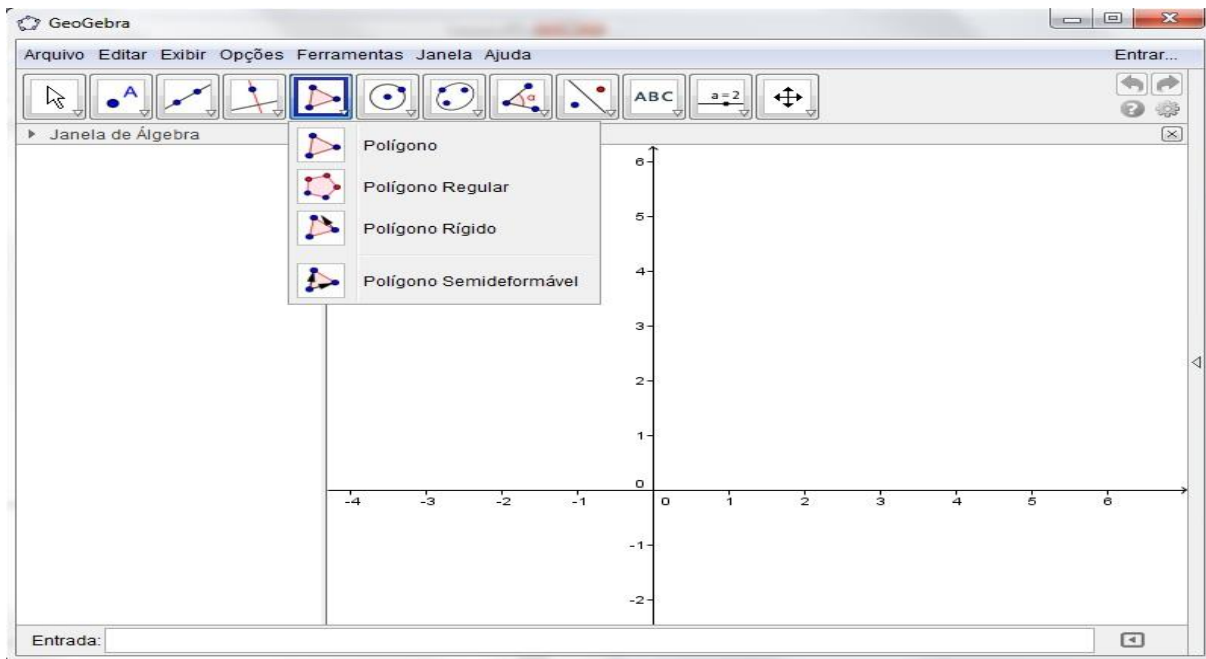 GeoGebra
Arquivo Editar Exibir Opções Ferramentas Janela Ajuda Entrar...
A α ABC a=2
Janela de Álgebra
Polígono
Polígono Regular
Polígono Rígido
Polígono Semideformável
6
5
4
3
2
1
0
-4 -3 -2 -1 0 1 2 3 4 5 6
-1
-2
Entrada: